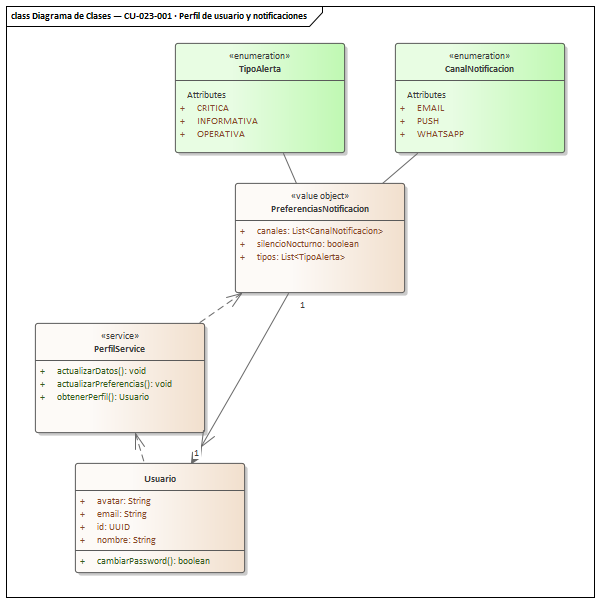 class Diagrama de Clases — CU-023-001 · Perfil de usuario y notificaciones
«enumeration»
TipoAlerta
Attributes
+ CRITICA
+ INFORMATIVA
+ OPERATIVA
«enumeration»
CanalNotificacion
Attributes
+ EMAIL
+ PUSH
+ WHATSAPP
«value object»
PreferenciasNotificacion
+ canales: List<CanalNotificacion>
+ silencioNocturno: boolean
+ tipos: List<TipoAlerta>
1
«service»
PerfilService
+ actualizarDatos(): void
+ actualizarPreferencias(): void
+ obtenerPerfil(): Usuario
1
Usuario
+ avatar: String
+ email: String
+ id: UUID
+ nombre: String
+ cambiarPassword(): boolean